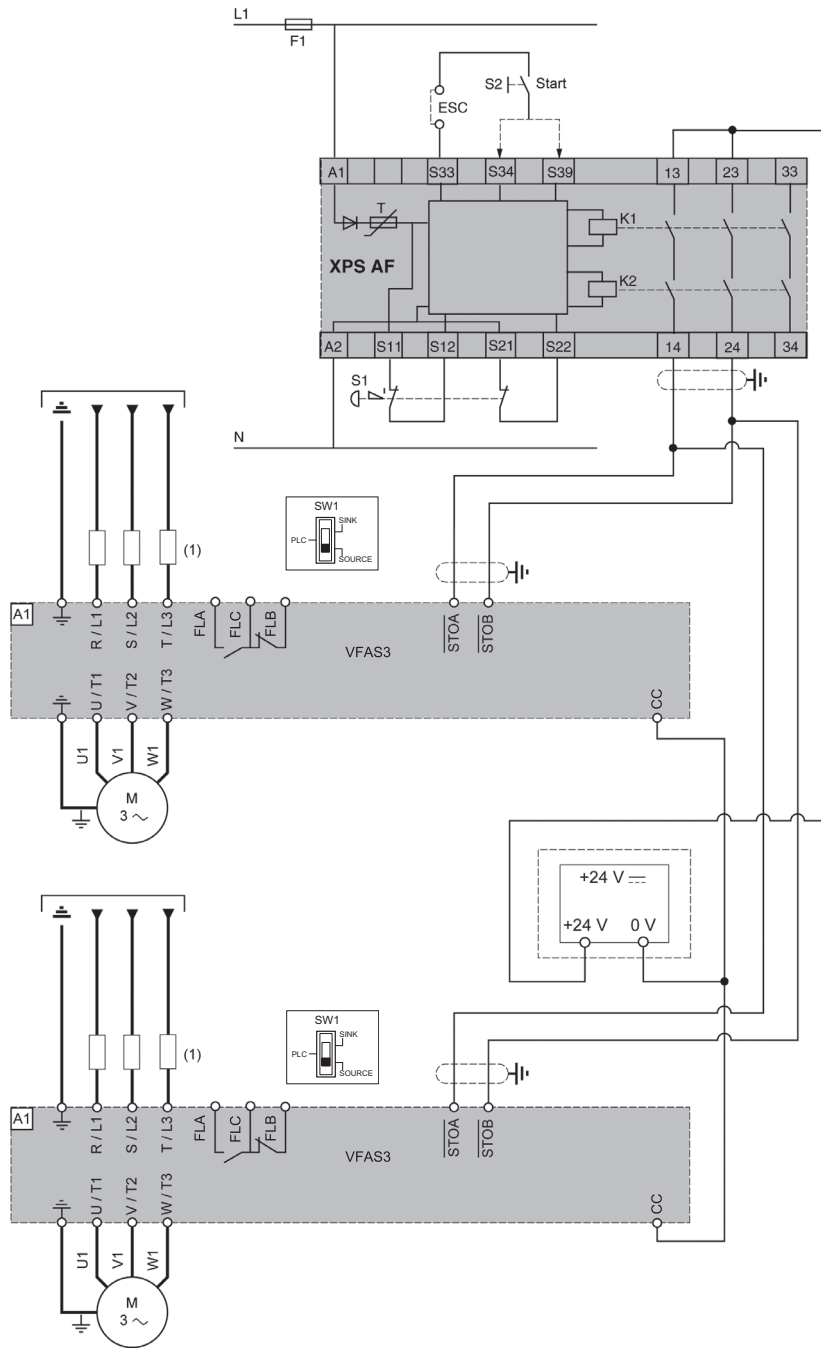 L1
F1
S2 Start
ESC
A1 S33 S34 S39 13 23 33
T
K1
XPS AF
K2
A2 S11 S12 S21 S22 14 24 34
S1
N
SW1
SINK
PLC
SOURCE
(1)
A1
R / L1
S / L2
T / L3
FLA
FLC
FLB
STOA
STOB
VFAS3
U / T1
V / T2
W / T3
CC
U1
V1
W1
M
3 ~
+24 V
+24 V 0 V
SW1
SINK
PLC
SOURCE
(1)
A1
R / L1
S / L2
T / L3
FLA
FLC
FLB
STOA
STOB
VFAS3
U / T1
V / T2
W / T3
CC
U1
V1
W1
M
3 ~